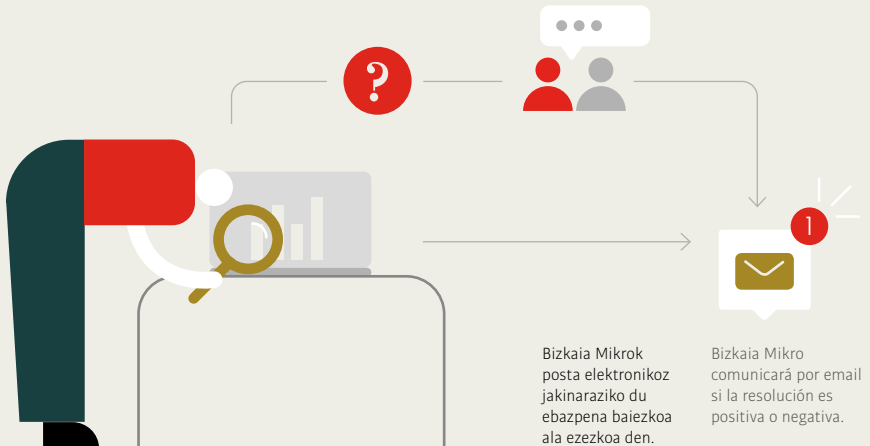 ?
1
Bizkaia Mikrok
posta elektronikoz
jakinaraziko du
ebazpena baiezkoa
ala ezezkoa den.
Bizkaia Mikro
comunicará por email
si la resolución es
positiva o negativa.